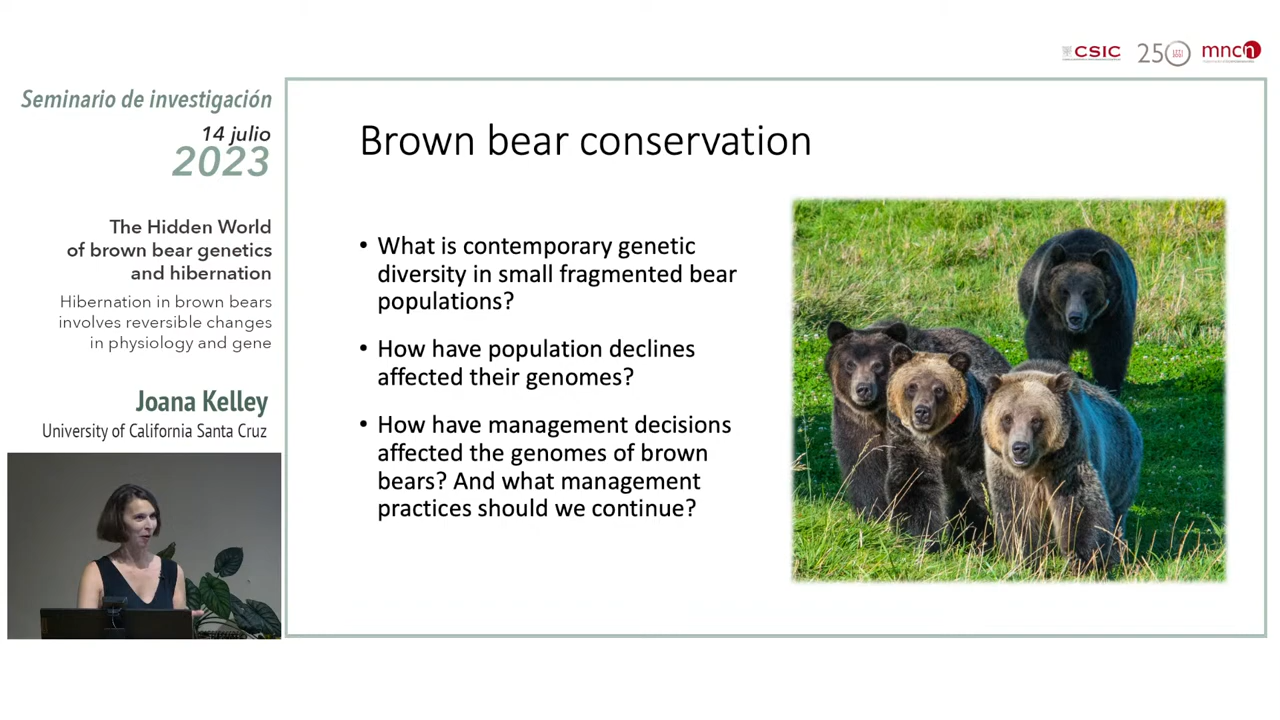 CSIC
250
mncn
Seminario de investigación
14 julio
2023
The Hidden World
of brown bear genetics
and hibernation
Hibernation in brown bears
involves reversible changes
in physiology and gene
Joana Kelley
University of California Santa Cruz
Brown bear conservation
• What is contemporary genetic
diversity in small fragmented bear
populations?
• How have population declines
affected their genomes?
• How have management decisions
affected the genomes of brown
bears? And what management
practices should we continue?